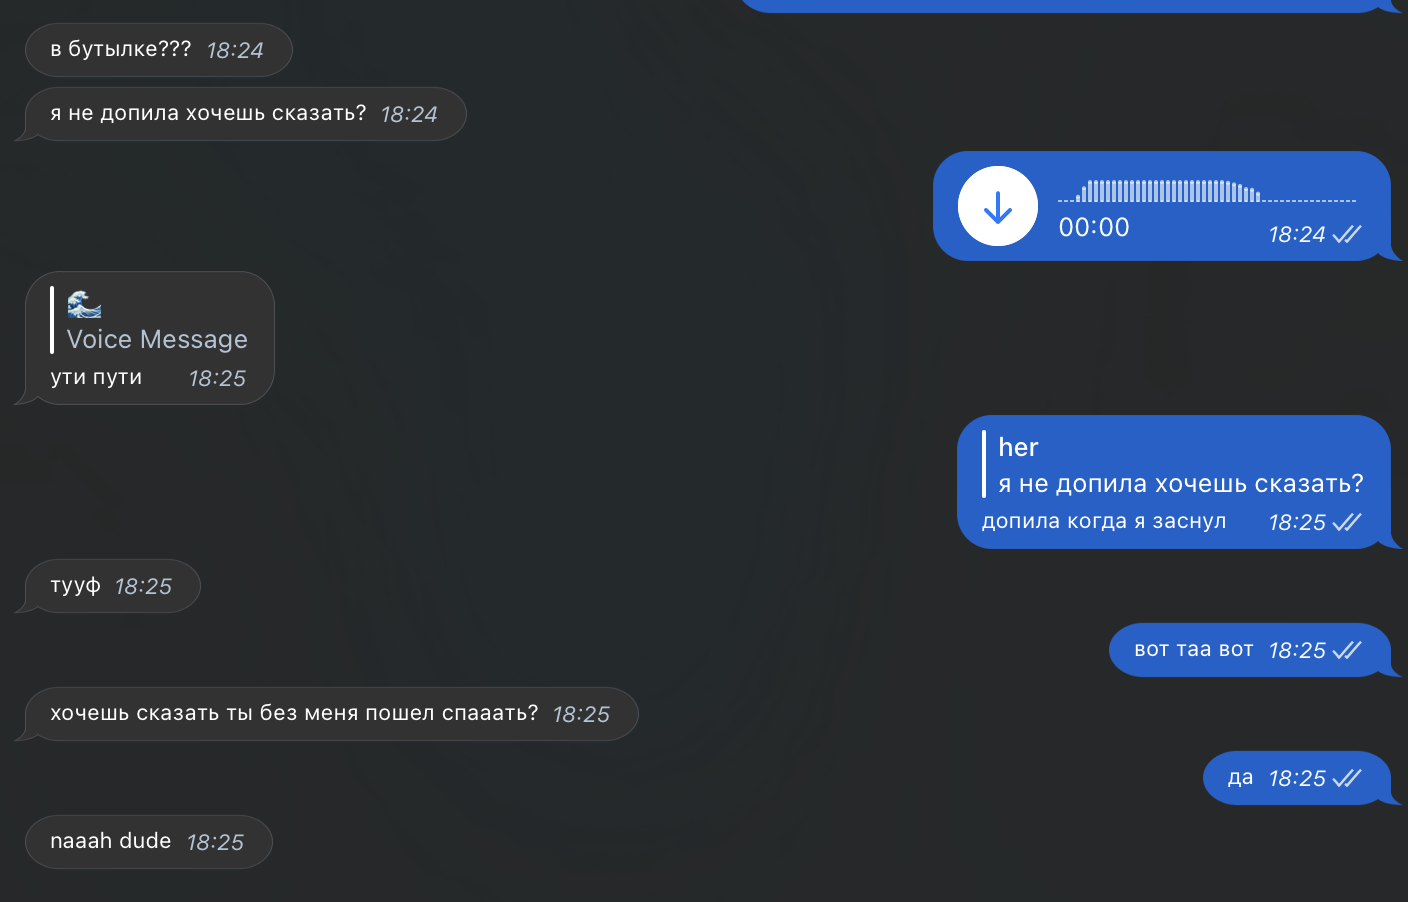 в бутылке??? 18:24
я не допила хочешь сказать? 18:24
00:00 18:24
Voice Message
ути пути 18:25
her
я не допила хочешь сказать?
допила когда я заснул 18:25
тууф 18:25
вот таа вот 18:25
хочешь сказать ты без меня пошел спааать? 18:25
да 18:25
naaah dude 18:25